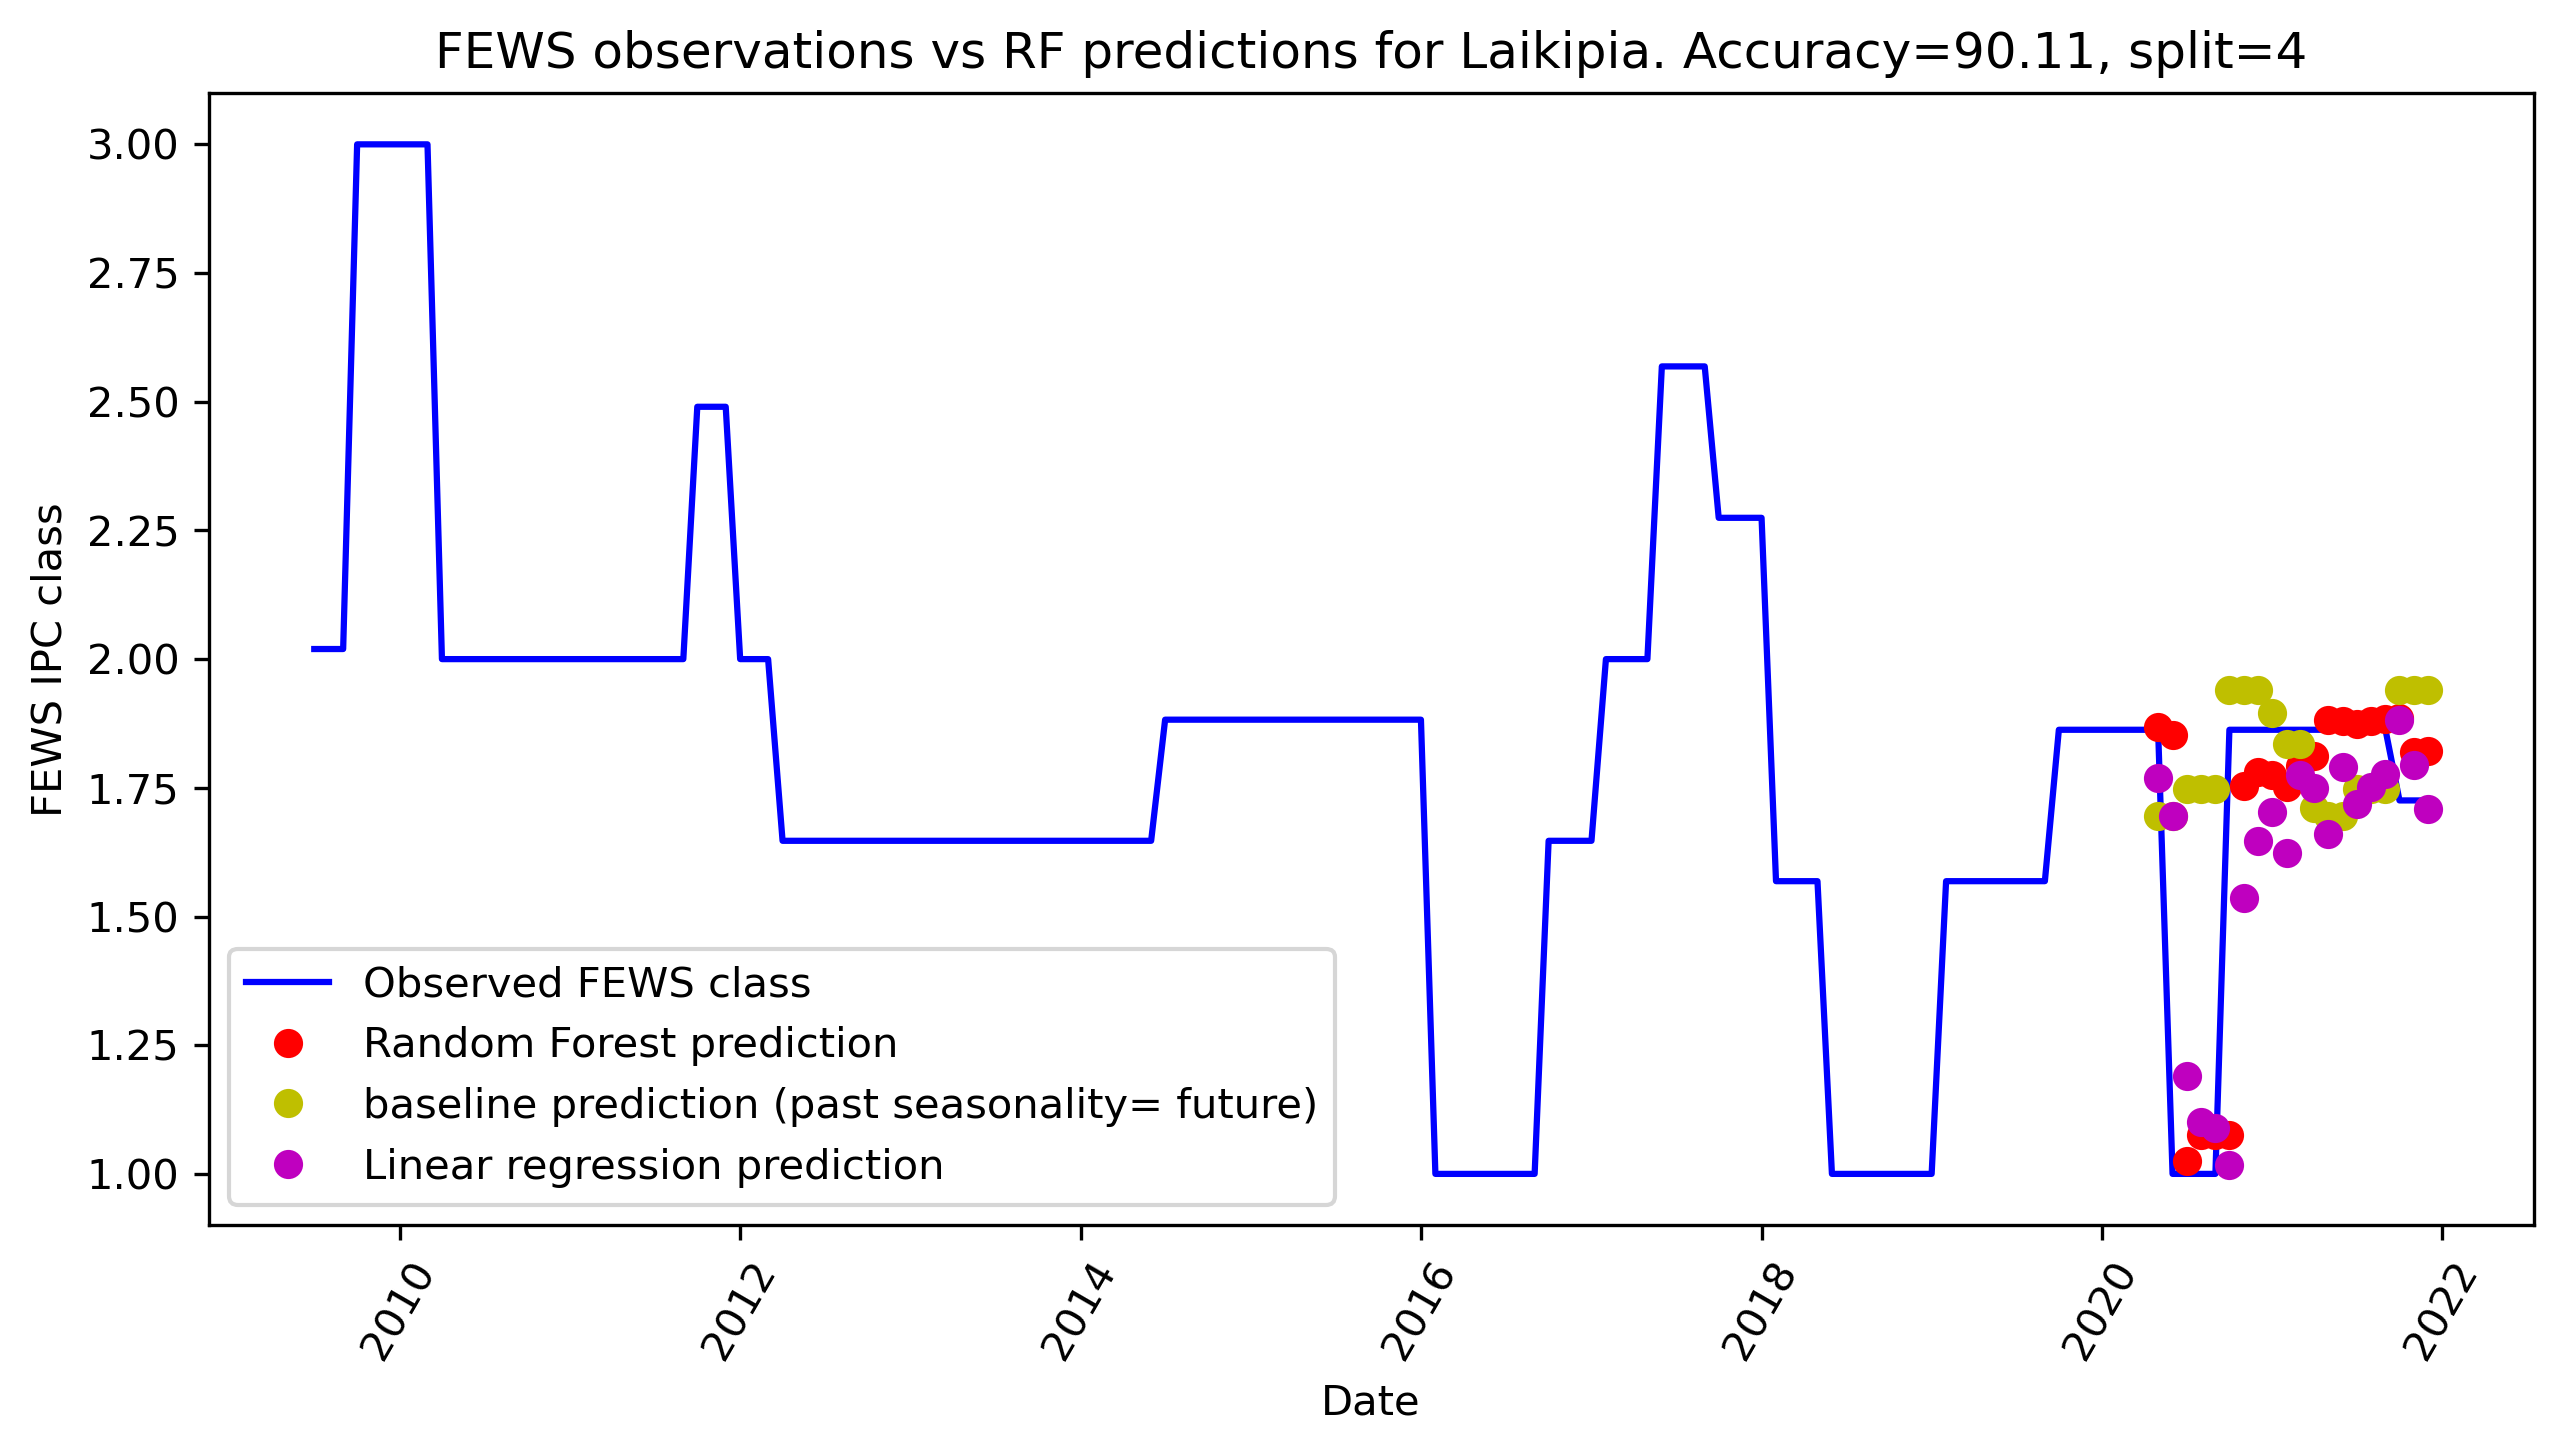 FEWS observations vs RF predictions for Laikipia. Accuracy=90.11, split=4
FEWS IPC class
3.00
2.75
2.50
2.25
2.00
1.75
1.50
1.25
1.00
Observed FEWS class
Random Forest prediction
baseline prediction (past seasonality= future)
Linear regression prediction
2010
2012
2014
2016
2018
2020
2022
Date